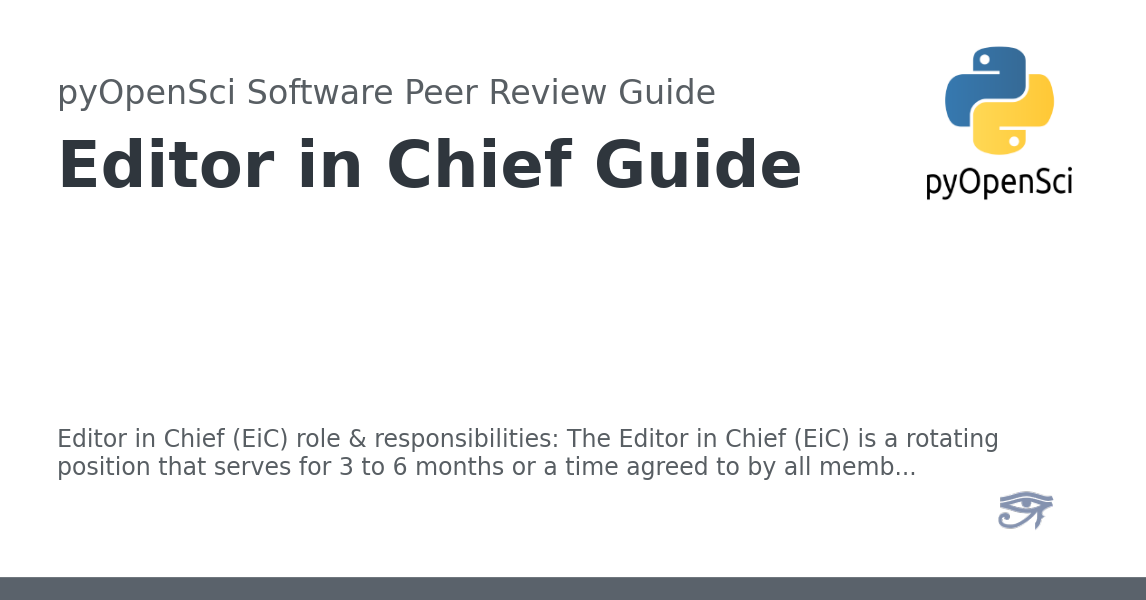 pyOpenSci Software Peer Review Guide
Editor in Chief Guide
pyOpenSci
Editor in Chief (EiC) role & responsibilities: The Editor in Chief (EiC) is a rotating
position that serves for 3 to 6 months or a time agreed to by all memb...